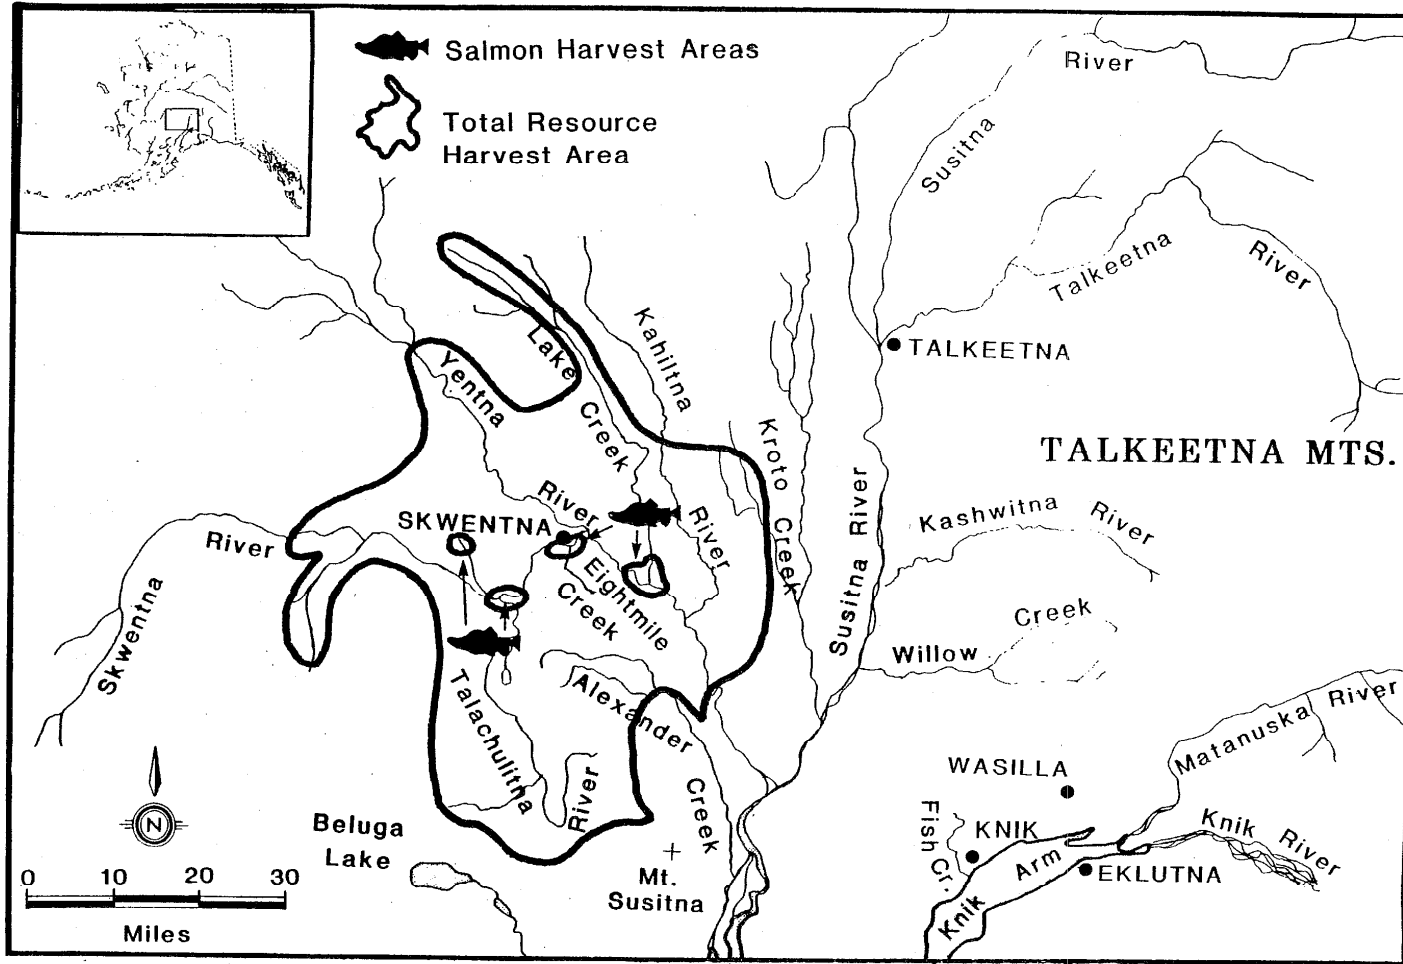 Salmon Harvest Areas
Total Resource
Harvest Area
River
Susitna
Talkeetna
River
TALKEETNA
TALKEETNA MTS.
Lake
Creek
Kahiltna
River
Yentna
River
Kroto
Creek
Susitna River
Kashwitna
River
SKWENTNA
River
Skwentna
Eightmile
Creek
Creek
Willow
Alexander
Creek
Talachulitna
River
Matanuska River
WASILLA
Fish Cr.
KNIK
Knik
Arm
Knik River
EKLUTNA
Beluga
Lake
Mt.
Susitna
N
0 10 20 30
Miles